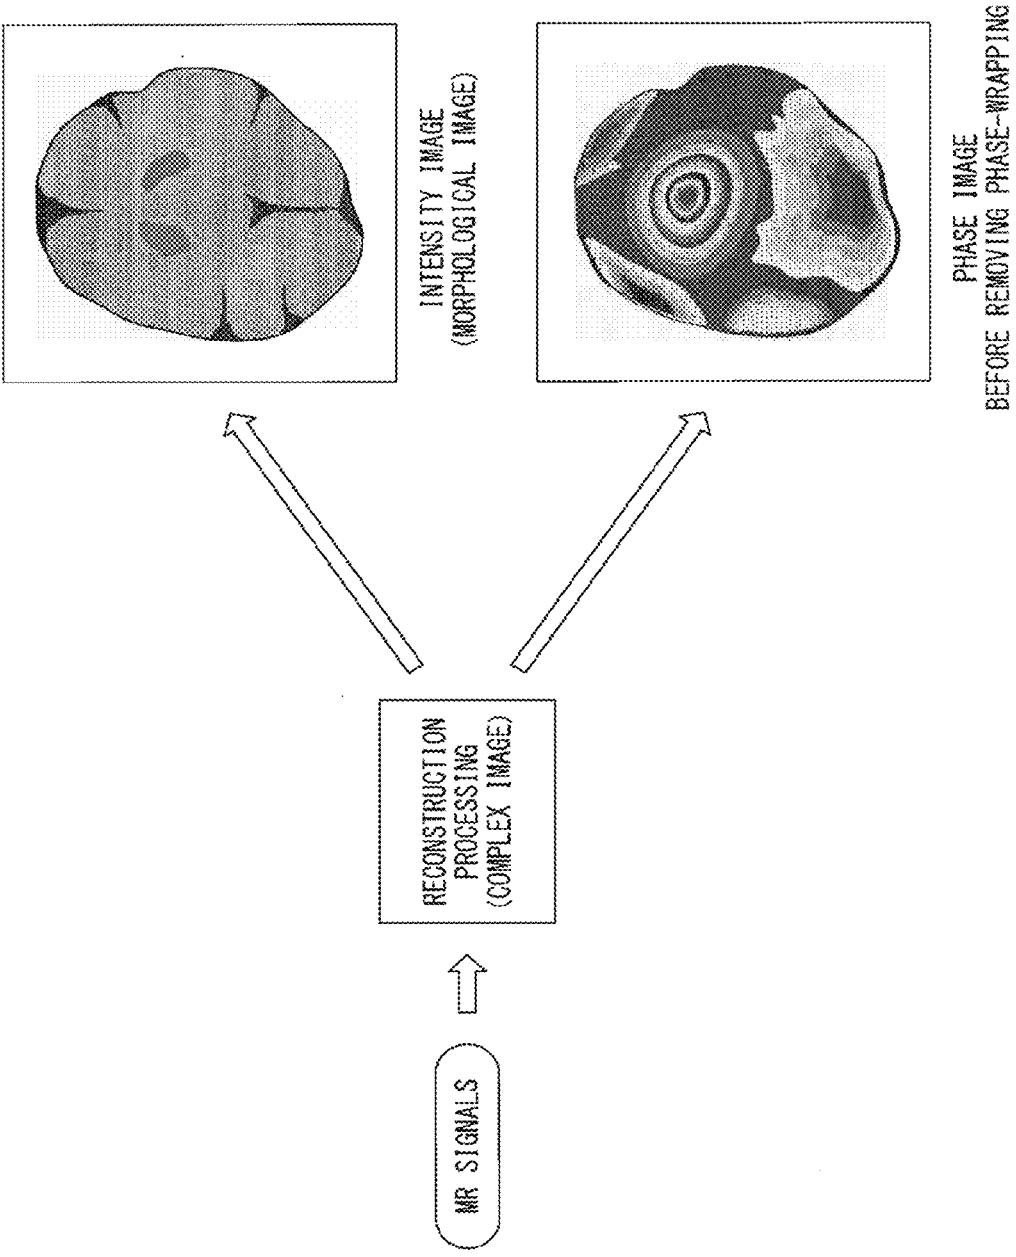 MR SIGNALS
RECONSTRUCTION
PROCESSING
(COMPLEX IMAGE)
INTENSITY IMAGE
(MORPHOLOGICAL IMAGE)
PHASE IMAGE
BEFORE REMOVING PHASE-WRAPPING